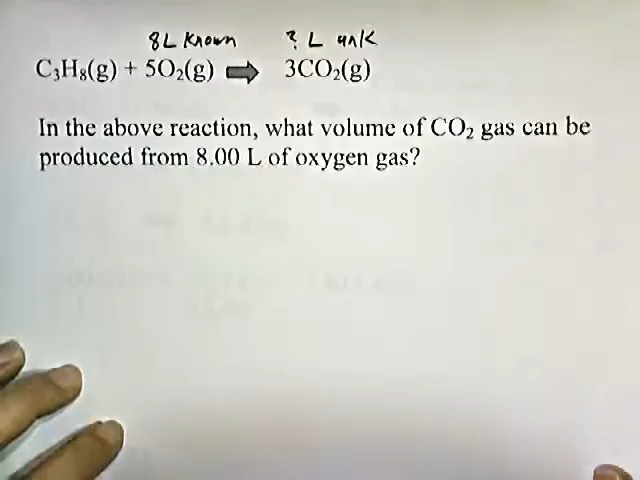 8L Known ? L unk
C₃H₈(g) + 5O₂(g) ➡ 3CO₂(g)
In the above reaction, what volume of CO₂ gas can be
produced from 8.00 L of oxygen gas?